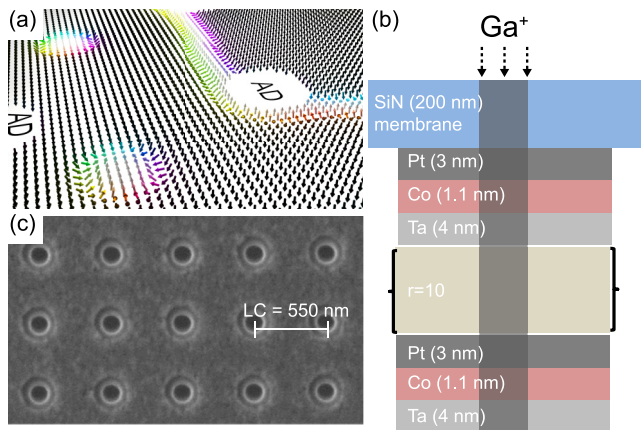 (a)
AD
AD
(b)
Ga⁺
SiN (200 nm)
membrane
Pt (3 nm)
Co (1.1 nm)
Ta (4 nm)
r=10
Pt (3 nm)
Co (1.1 nm)
Ta (4 nm)
(c)
LC = 550 nm